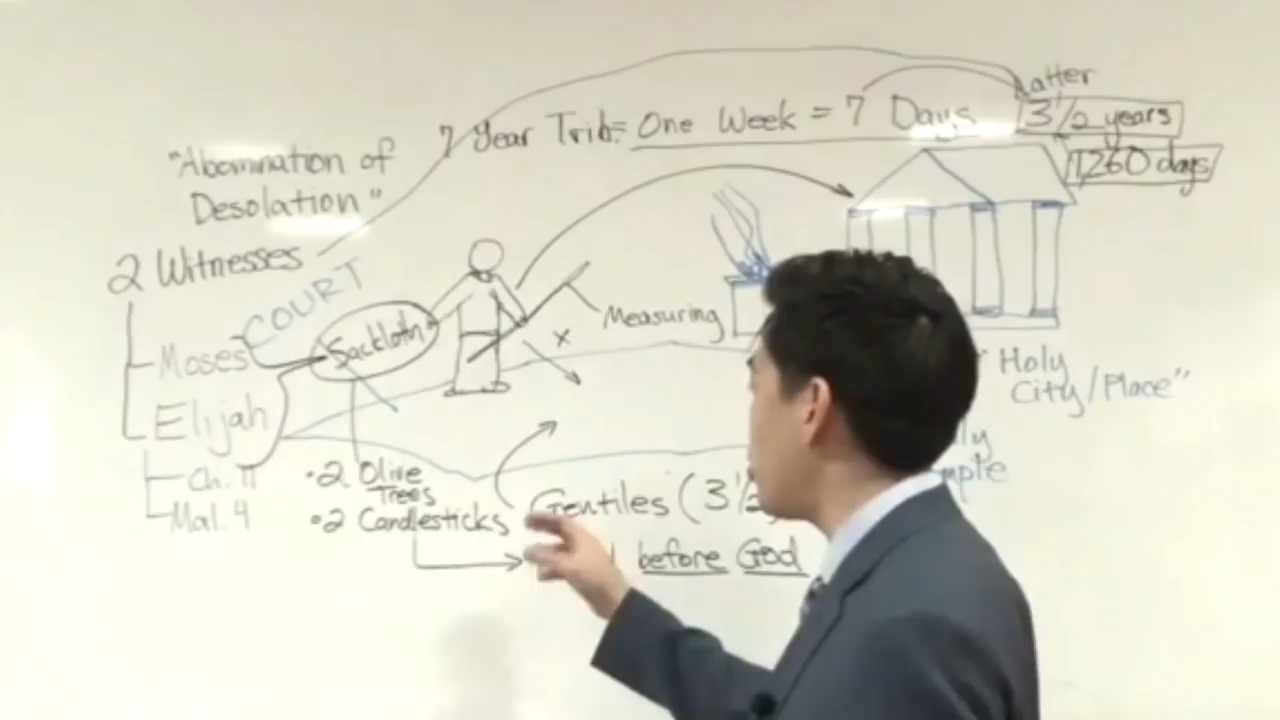 Latter
7 Year Trib. = One Week = 7 Days
3 1/2 years
1260 days
"Abomination of
Desolation"
2 Witnesses
COURT
Moses
Sackloth
Elijah
Measuring
Holy
City/Place"
Ch. 11
Mal. 4
• 2 Olive
Trees
• 2 Candlesticks
Gentiles (3 1/2
before God